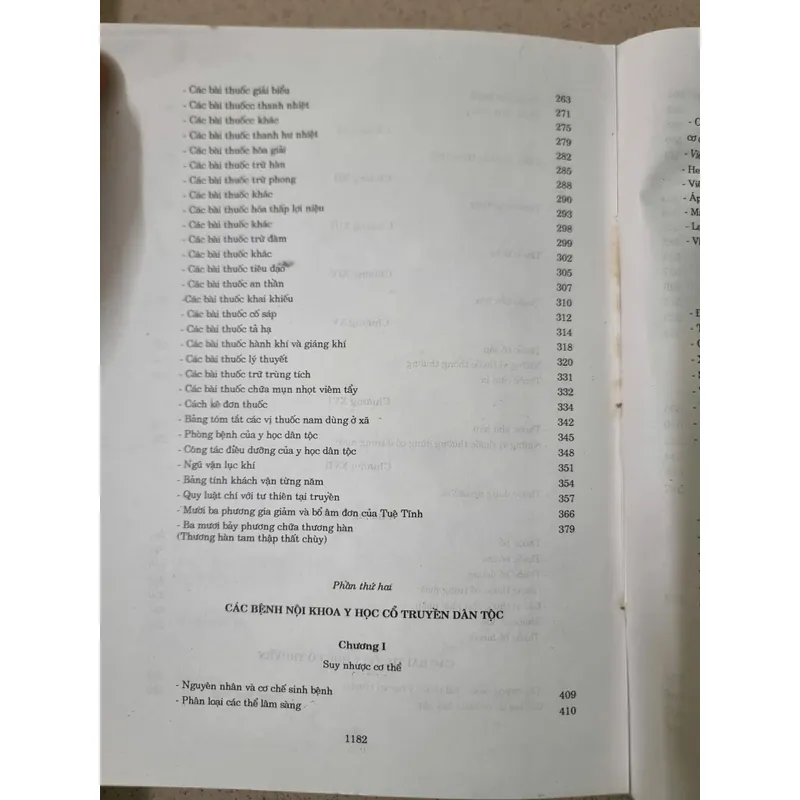 - Các bài thuốc giải biểu 263
- Các bài thuốcc thanh nhiệt 271
- Các bài thuốcc khác 275
- Các bài thuốc thanh hư nhiệt 279
- Các bài thuốc hòa giải 282
- Các bài thuốc trừ hàn 285
- Các bài thuốc trừ phong 288
- Các bài thuốc khác 290
- Các bài thuốc hóa thấp lợi niệu 293
- Các bài thuốc khác 298
- Các bài thuốc trừ đàm 299
- Các bài thuốc khác 302
- Các bài thuốc tiêu đạo 305
- Các bài thuốc an thần 307
-Các bài thuốc khai khiếu 310
- Các bài thuốc cố sáp 312
- Các bài thuốc tả hạ 314
- Các bài thuốc hành khí và giáng khí 318
- Các bài thuốc lý thuyết 320
- Các bài thuốc trừ trùng tích 331
- Các bài thuốc chữa mụn nhọt viêm tẩy 332
- Cách kê đơn thuốc 334
- Bảng tóm tắt các vị thuốc nam dùng ở xã 342
- Phòng bệnh của y học dân tộc 345
- Công tác điều dưỡng của y học dân tộc 348
- Ngũ vận lục khí 351
- Bảng tính khách vận từng năm 354
- Quy luật chí với tư thiên tại truyền 357
- Mười ba phương gia giảm và bổ âm đơn của Tuệ Tĩnh 366
- Ba mươi bảy phương chữa thương hàn 379
(Thương hàn tam thập thất chùy)
Phần thứ hai
CÁC BỆNH NỘI KHOA Y HỌC CỔ TRUYỀN DÂN TỘC
Chương I
Suy nhược cơ thể
- Nguyên nhân và cơ chế sinh bệnh 409
- Phân loại các thể lâm sàng 410
1182